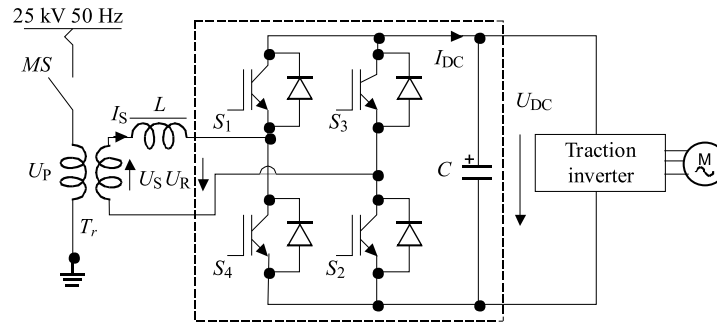 25 kV 50 Hz
MS
I_S
L
S_1
S_3
I_DC
U_DC
U_P
U_S U_R
T_r
C
+
Traction
inverter
M
S_4
S_2